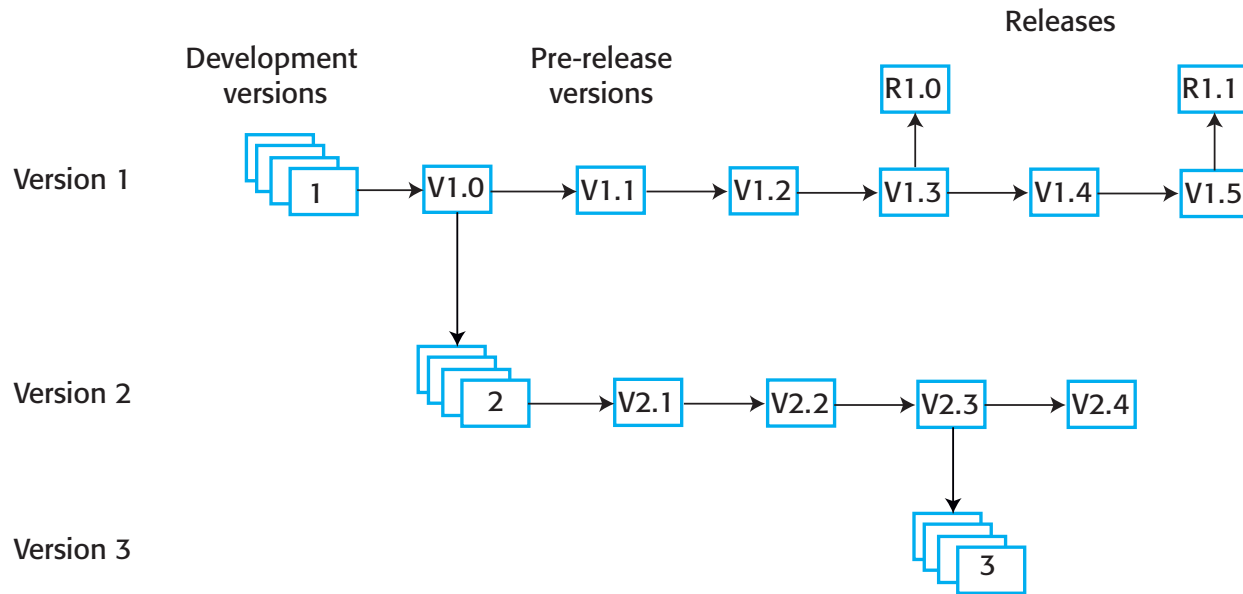 Releases
Development
versions
Pre-release
versions
R1.0
R1.1
Version 1
1
V1.0
V1.1
V1.2
V1.3
V1.4
V1.5
Version 2
2
V2.1
V2.2
V2.3
V2.4
Version 3
3